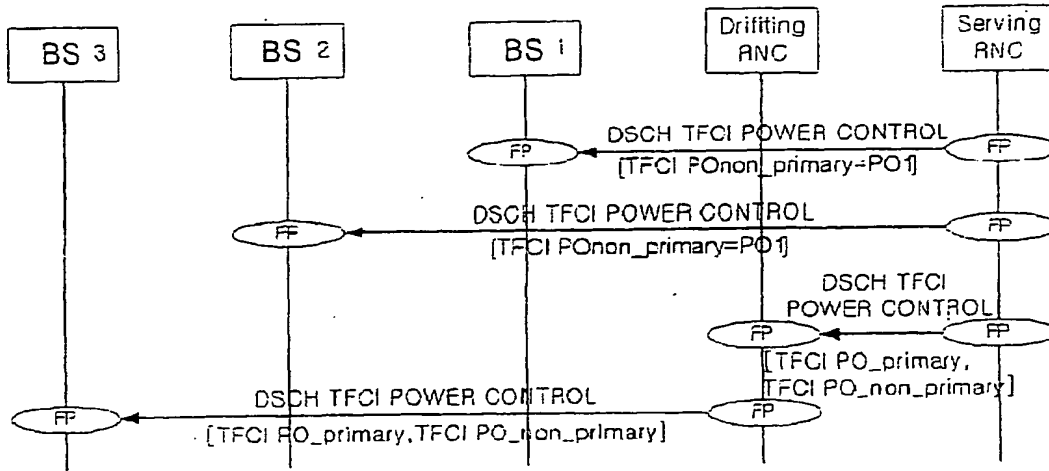 BS 3
BS 2
BS 1
Drifiting
RNC
Serving
RNC
DSCH TFCI POWER CONTROL
FP
FP
[TFCI POnon_primary=PO1]
DSCH TFCI POWER CONTROL
FP
FP
[TFCI POnon_primary=PO1]
DSCH TFCI
POWER CONTROL
FP
FP
[TFCI PO_primary,
TFCI PO_non_primary]
DSCH TFCI POWER CONTROL
FP
FP
[TFCI PO_primary,TFCI PO_non_primary]